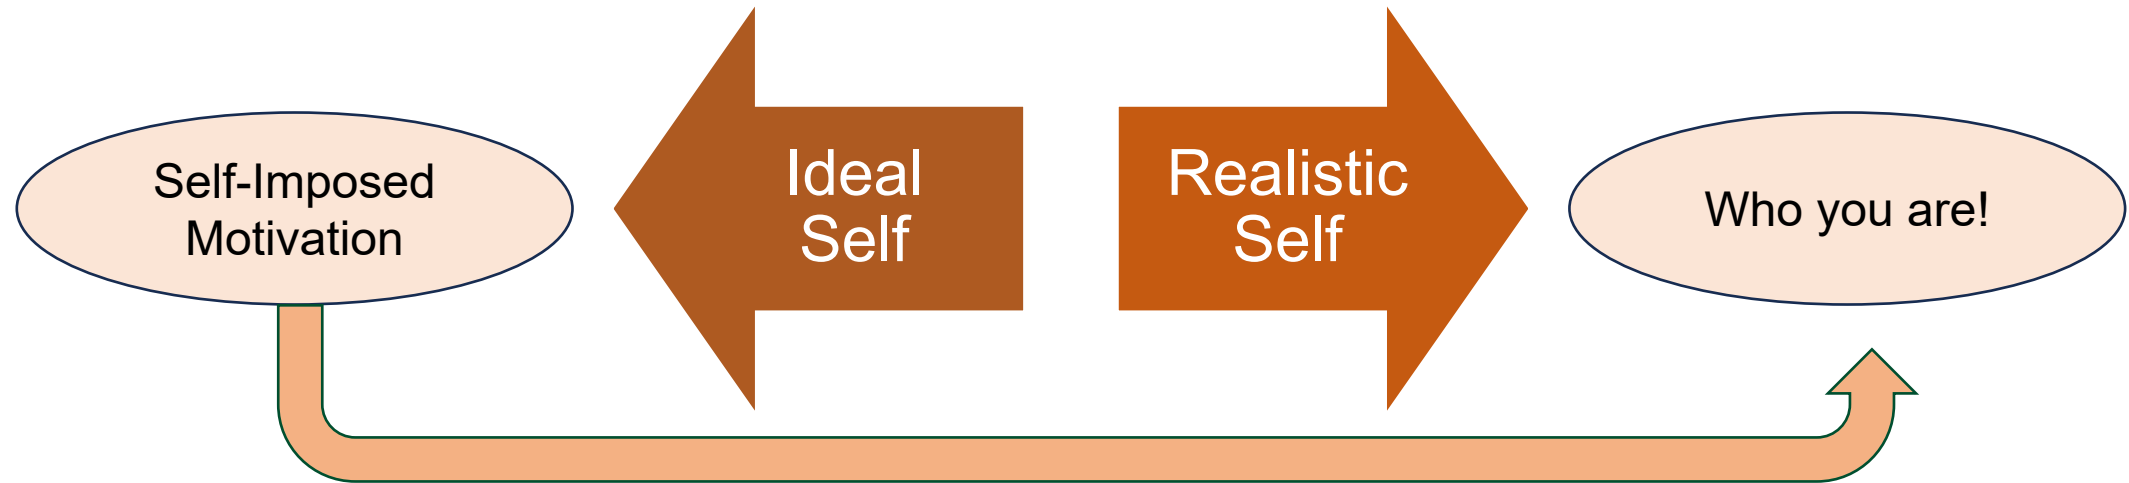 Self-Imposed
Motivation
Ideal
Self
Realistic
Self
Who you are!